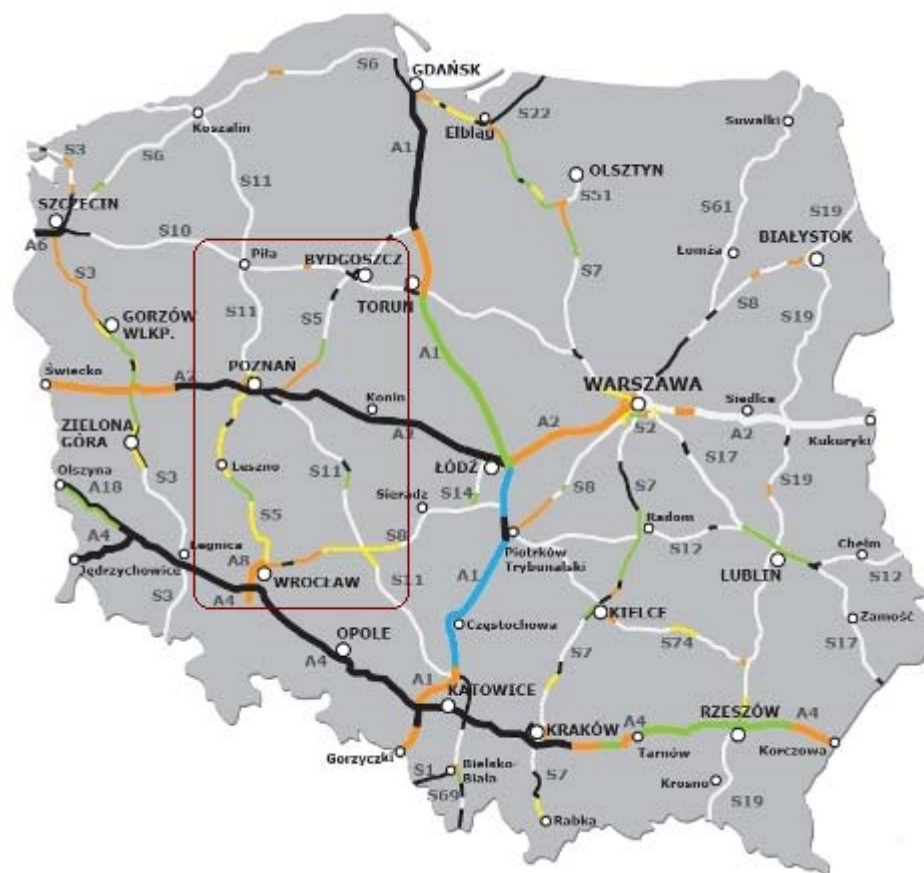 GDAŃSK
S6
S22
Elbląg
Koszalin
Suwałki
A1
S3
S6
OLSZTYN
S51
S11
SZCZECIN
S61
S19
S10
BIAŁYSTOK
A6
Łomża
Piła
BYDGOSZCZ
S7
S3
TORUŃ
S8
S11
S5
S19
GORZÓW
WLKP.
A1
POZNAŃ
Świecko
A2
WARSZAWA
Konin
Siedlce
A2
S2
A2
ZIELONA
GÓRA
A2
Kukuryki
S17
ŁÓDŹ
Leszno
S11
Olszyna
S3
S14
S8
S7
S19
A18
Sieradz
S5
Radom
A4
S8
S12
Legnica
Piotrków
Trybunalski
Chełm
Jędrzychowice
A8
WROCŁAW
A1
LUBLIN
S12
S3
A4
S11
KIELCE
Zamość
Częstochowa
OPOLE
S74
S17
A4
S7
A1
KATOWICE
RZESZÓW
KRAKÓW
A4
A4
Gorzyczki
Tarnów
Korczowa
S1
Bielsko-
Biała
S7
Krosno
S69
S19
Rabka